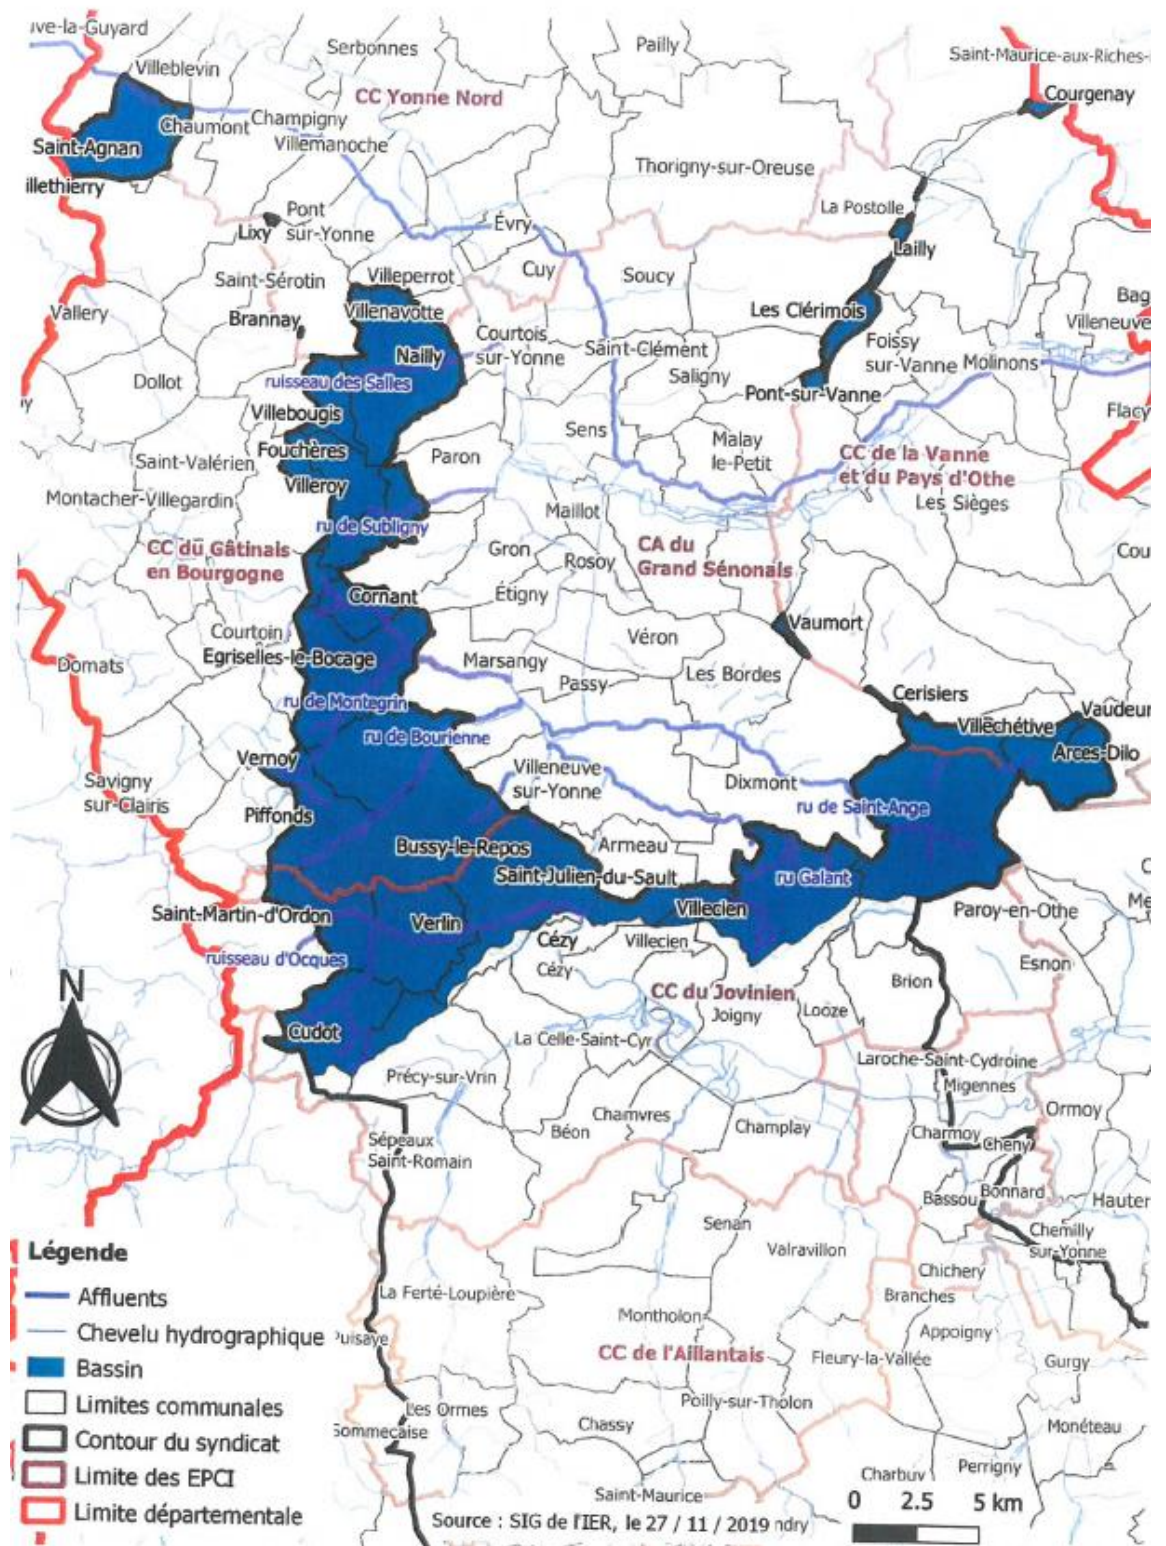 uve-la-Guyard
Serbonnes
Pailly
Saint-Maurice-aux-Riches-
Villeblevin
CC Yonne Nord
Courgenay
Chaumont
Champigny
Villemanoche
Saint-Agnan
Thorigny-sur-Oreuse
illethierry
La Postolle
Pont
sur-Yonne
Lixy
Évry
Lailly
Saint-Sérotin
Villeperrot
Cuy
Soucy
Vallery
Villenavotte
Les Clérimois
Bag
Brannay
Villeneuve
Courtois
sur-Yonne
Saint-Clément
Foissy
sur-Vanne
Nailly
Molinons
Dollot
ruisseau des Salles
Saligny
Pont-sur-Vanne
Villebougis
Flacy
Sens
Fouchères
Malay
le-Petit
Saint-Valérien
Paron
CC de la Vanne
et du Pays d'Othe
Villeroy
Montacher-Villegardin
Les Sièges
Maillot
ru de Subligny
CC du Gâtinais
en Bourgogne
Gron
Rosoy
CA du
Grand Sénonais
Cou
Cornant
Étigny
Vaumort
Courtoin
Véron
Domats
Egriselles-le-Bocage
Marsangy
Passy
Les Bordes
Cerisiers
ru de Montegrin
Vaudeur
Villechétive
ru de Bourienne
Arces-Dilo
Vernoy
Villeneuve
sur-Yonne
Dixmont
Savigny
sur-Clairis
ru de Saint-Ange
Piffonds
Bussy-le-Repos
Armeau
Saint-Julien-du-Sault
ru Galant
Saint-Martin-d'Ordon
Verlin
Villecien
Paroy-en-Othe
Me
Cézy
Villecien
ruisseau d'Ocques
Cézy
Esnon
N
CC du Jovinien
Brion
Joigny
Looze
Cudot
La Celle-Saint-Cyr
Laroche-Saint-Cydroine
Précy-sur-Vrin
Migennes
Chamvres
Ormoy
Béon
Champlay
Charmoy
Cheny
Sépeaux
Saint-Romain
Bassou
Bonnard
Hauter
Senan
Chemilly
sur-Yonne
Valravillon
Légende
Chichery
Affluents
La Ferté-Loupière
Branches
Chevelu hydrographique
Puisaye
Montholon
Appoigny
Bassin
CC de l'Aillantais
Fleury-la-Vallée
Gurgy
Limites communales
Les Ormes
Poilly-sur-Tholon
Contour du syndicat
Sommecaise
Chassy
Monéteau
Limite des EPCI
Charbuy
Perrigny
Saint-Maurice
Limite départementale
0 2.5 5 km
Source : SIG de l'IER, le 27 / 11 / 2019
ndry